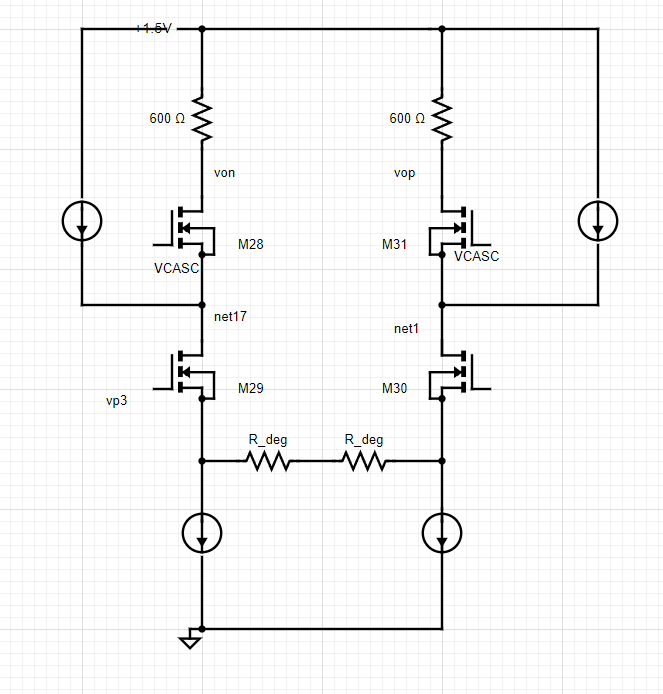 +1.5V
600 Ω
600 Ω
von
vop
M28
M31
VCASC
VCASC
net17
net1
M29
M30
vp3
R_deg
R_deg